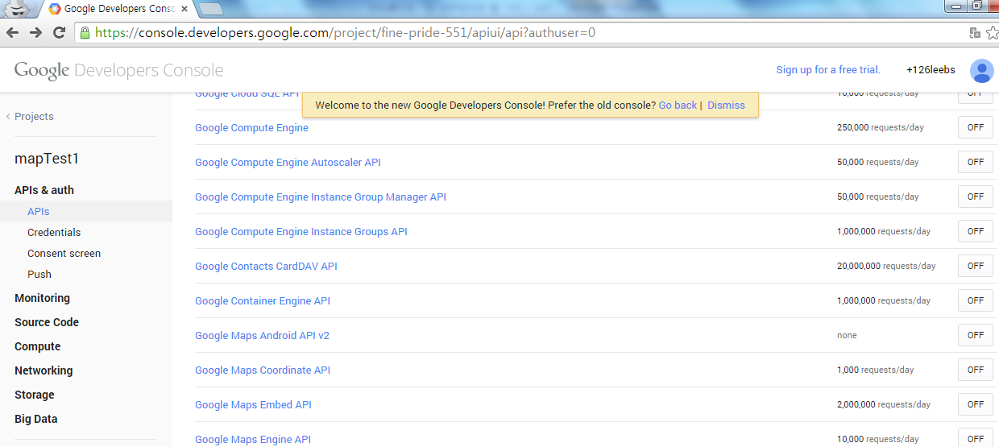 Google Developers Consc
https://console.developers.google.com/project/fine-pride-551/apiui/api?authuser=0
Google Developers Console
Sign up for a free trial.
+126leebs
Welcome to the new Google Developers Console! Prefer the old console? Go back | Dismiss
< Projects
mapTest1
APIs & auth
APIs
Credentials
Consent screen
Push
Monitoring
Source Code
Compute
Networking
Storage
Big Data
Google Cloud SQL API 10,000 requests/day OFF
Google Compute Engine 250,000 requests/day OFF
Google Compute Engine Autoscaler API 50,000 requests/day OFF
Google Compute Engine Instance Group Manager API 50,000 requests/day OFF
Google Compute Engine Instance Groups API 1,000,000 requests/day OFF
Google Contacts CardDAV API 20,000,000 requests/day OFF
Google Container Engine API 1,000,000 requests/day OFF
Google Maps Android API v2 none OFF
Google Maps Coordinate API 1,000 requests/day OFF
Google Maps Embed API 2,000,000 requests/day OFF
Google Maps Engine API 10,000 requests/day OFF